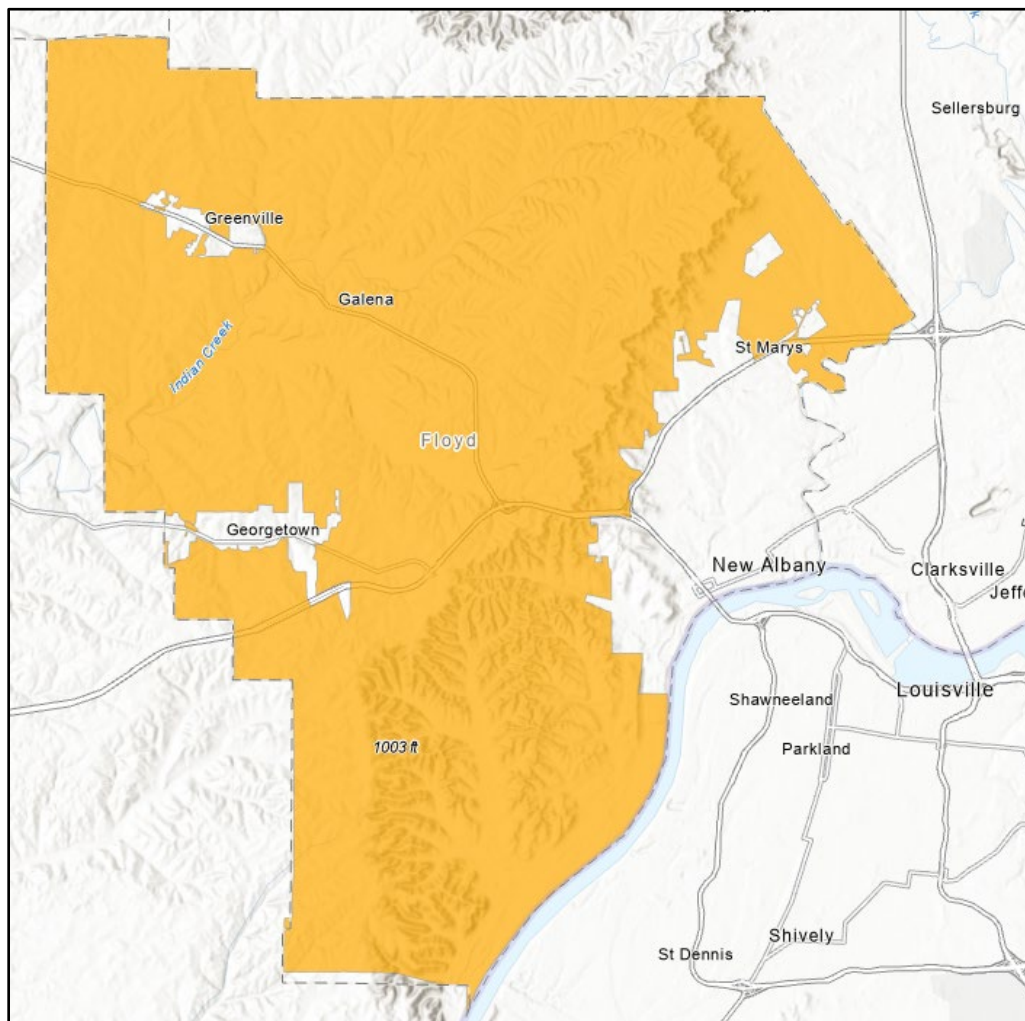 Sellersburg
Greenville
Galena
Indian Creek
St Marys
Floyd
Georgetown
New Albany
Clarksville
Jeffe
Louisville
Shawneeland
1003 ft
Parkland
Shively
St Dennis